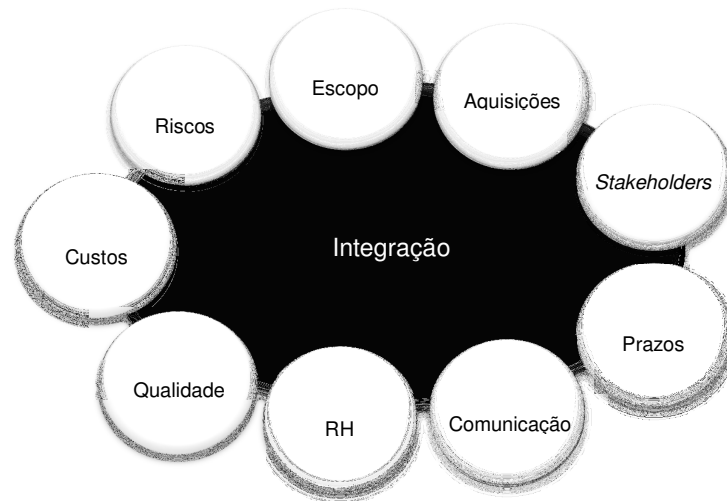 Escopo
Aquisições
Riscos
Stakeholders
Integração
Custos
Prazos
Qualidade
Comunicação
RH